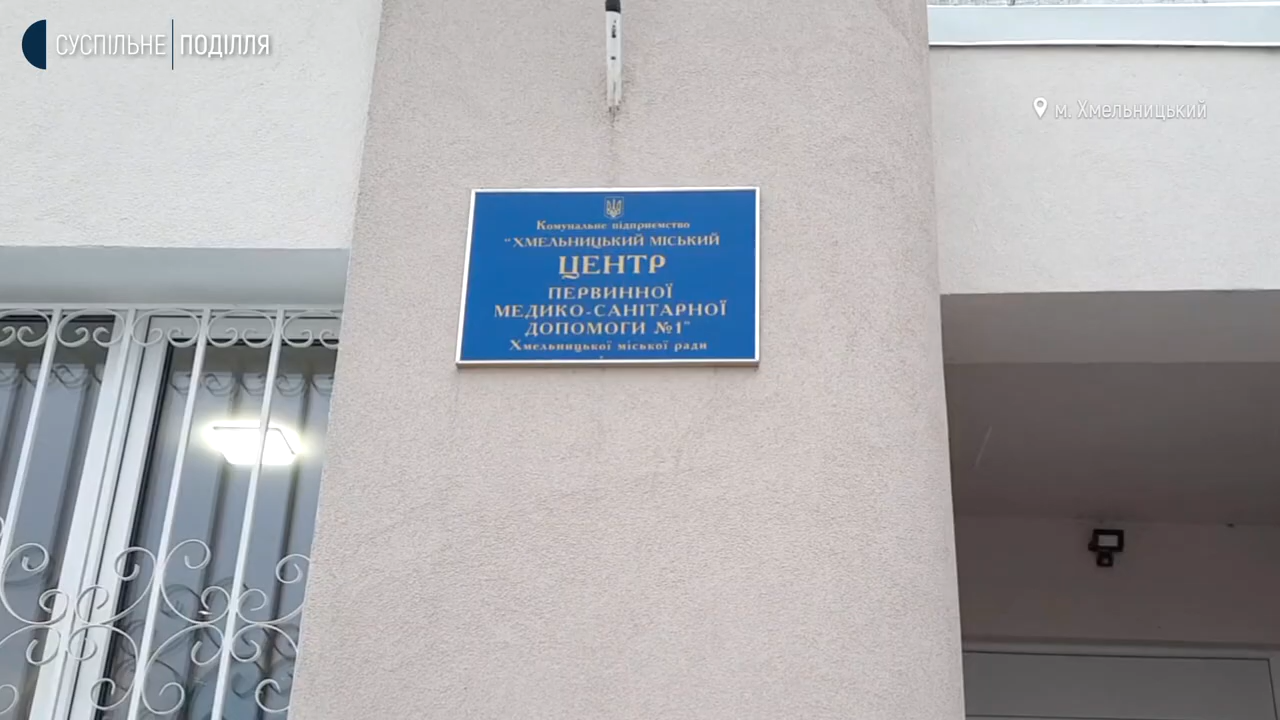 СУСПІЛЬНЕ ПОДІЛЛЯ
м. Хмельницький
Комунальне підприємство
"ХМЕЛЬНИЦЬКИЙ МІСЬКИЙ
ЦЕНТР
ПЕРВИННОЇ
МЕДИКО-САНІТАРНОЇ
ДОПОМОГИ №1"
Хмельницької міської ради